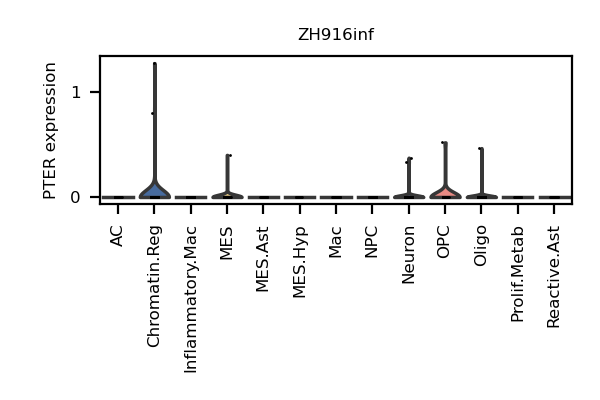 ZH916inf
PTER expression
1
0
AC
Chromatin.Reg
Inflammatory.Mac
MES
MES.Ast
MES.Hyp
Mac
NPC
Neuron
OPC
Oligo
Prolif.Metab
Reactive.Ast